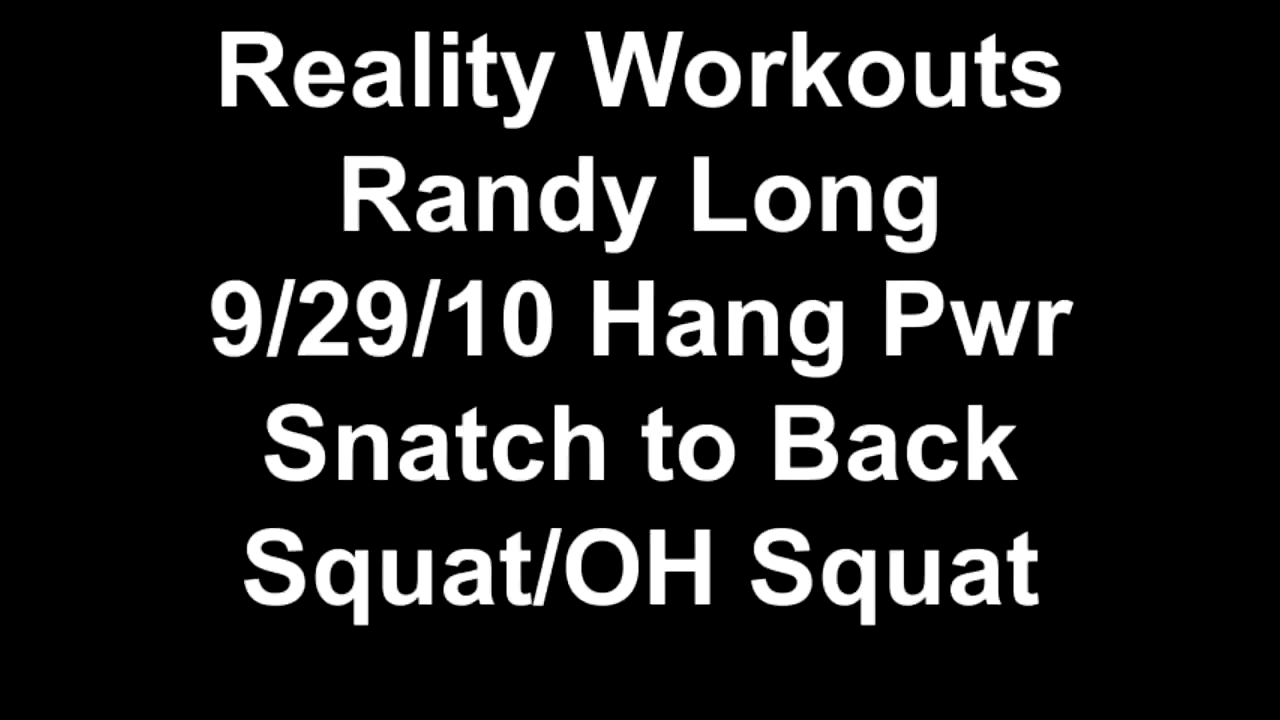 Reality Workouts
Randy Long
9/29/10 Hang Pwr
Snatch to Back
Squat/OH Squat